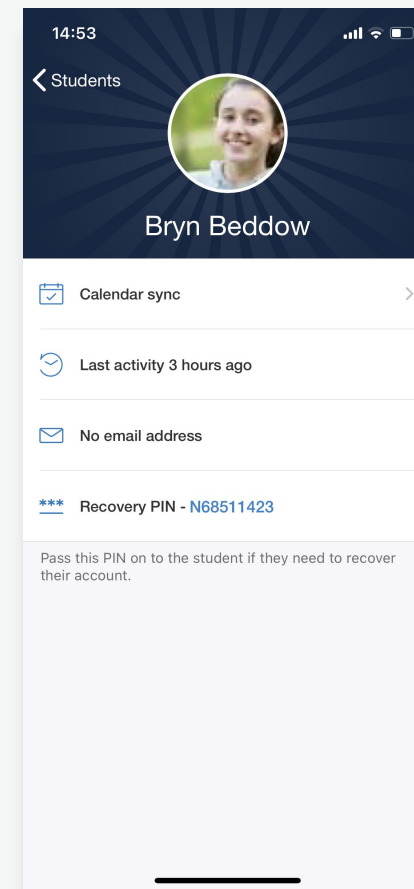 14:53
Students
Bryn Beddow
Calendar sync
Last activity 3 hours ago
No email address
*** Recovery PIN - N68511423
Pass this PIN on to the student if they need to recover
their account.